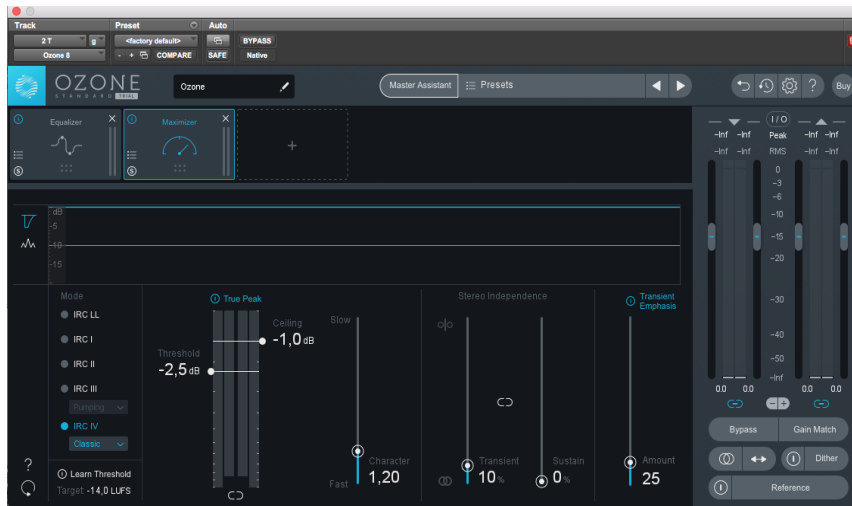 Track Preset Auto
2 T g <factory default> BYPASS
Ozone 8 - + COMPARE SAFE Native
OZONE
STANDARD TRIAL
Ozone
Master Assistant Presets
? Buy
Equalizer X
S
Maximizer X
S
+
I/O
-Inf -Inf Peak -Inf -Inf
-Inf -Inf RMS -Inf -Inf
0
-3
-6
-10
-15
-20
-30
-40
-50
-Inf
0.0 0.0 0.0 0.0
- +
Bypass Gain Match
Dither
Reference
dB
-5
-10
-15
Mode
IRC LL
IRC I
IRC II
IRC III
Pumping
IRC IV
Classic
Learn Threshold
Target: -14,0 LUFS
?
True Peak
Threshold
-2,5 dB
Ceiling
-1,0 dB
Slow
Fast
Character
1,20
Stereo Independence
Transient
10%
Sustain
0%
Transient
Emphasis
Amount
25